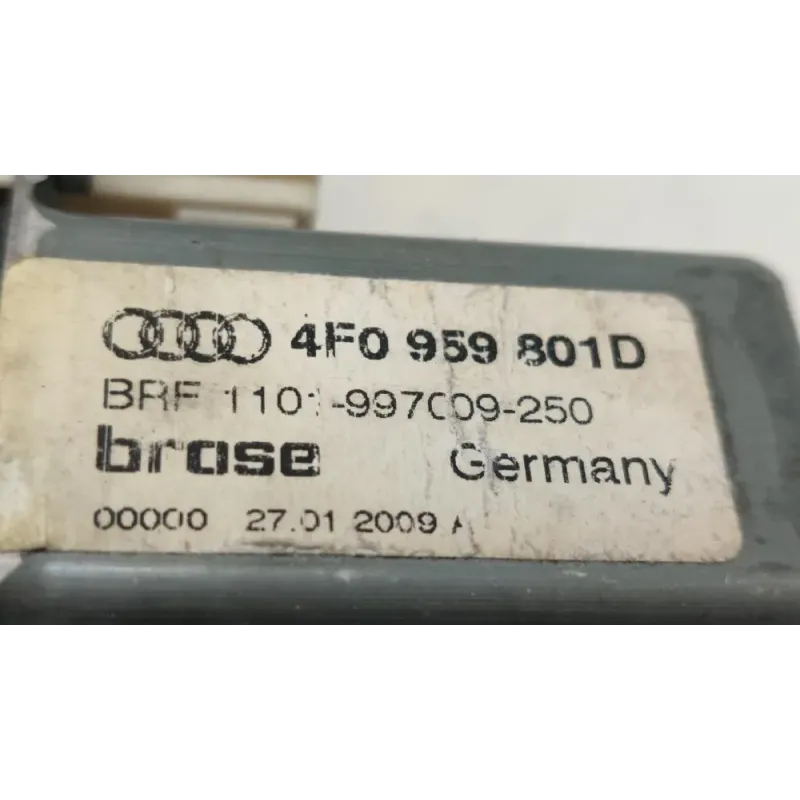 4F0 959 801D
BRF 1101-997009-250
brose Germany
00000 27.01 2009 A